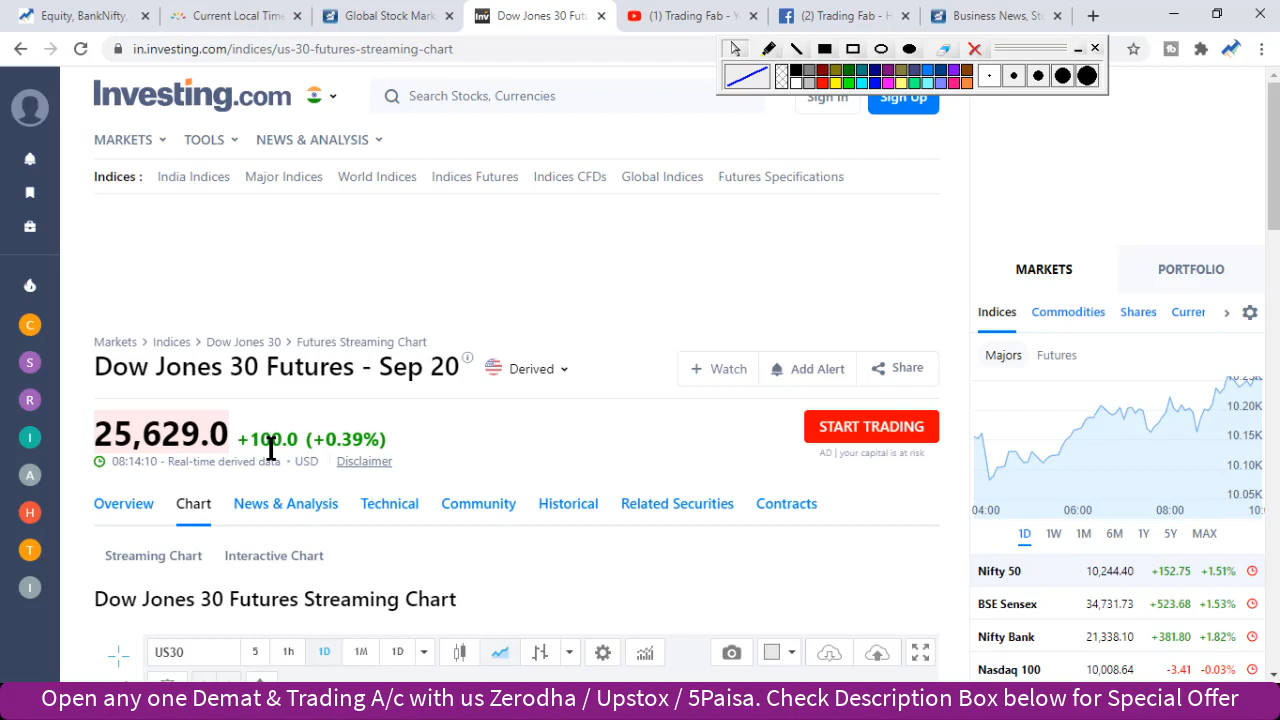 Equity, BankNifty,
Current Local Time
Global Stock Mark
Dow Jones 30 Futu
(1) Trading Fab - Y
(2) Trading Fab - H
Business News, St
in.investing.com/indices/us-30-futures-streaming-chart
Investing.com
Search Stocks, Currencies
Sign In
Sign Up
MARKETS
TOOLS
NEWS & ANALYSIS
Indices :
India Indices
Major Indices
World Indices
Indices Futures
Indices CFDs
Global Indices
Futures Specifications
MARKETS
PORTFOLIO
Indices
Commodities
Shares
Currer
Majors
Futures
Markets > Indices > Dow Jones 30 > Futures Streaming Chart
Dow Jones 30 Futures - Sep 20
Derived
+ Watch
Add Alert
Share
25,629.0 +100.0 (+0.39%)
START TRADING
AD | your capital is at risk
08:14:10 - Real-time derived data • USD
Disclaimer
Overview
Chart
News & Analysis
Technical
Community
Historical
Related Securities
Contracts
10.20K
10.15K
10.10K
10.05K
04:00
06:00
08:00
1D
1W
1M
6M
1Y
5Y
MAX
Streaming Chart
Interactive Chart
Dow Jones 30 Futures Streaming Chart
US30
5
1h
1D
1M
1D
Nifty 50 10,244.40 +152.75 +1.51%
BSE Sensex 34,731.73 +523.68 +1.53%
Nifty Bank 21,338.10 +381.80 +1.82%
Nasdaq 100 10,008.64 -3.41 -0.03%
C
S
R
I
A
H
T
I
Open any one Demat & Trading A/c with us Zerodha / Upstox / 5Paisa. Check Description Box below for Special Offer